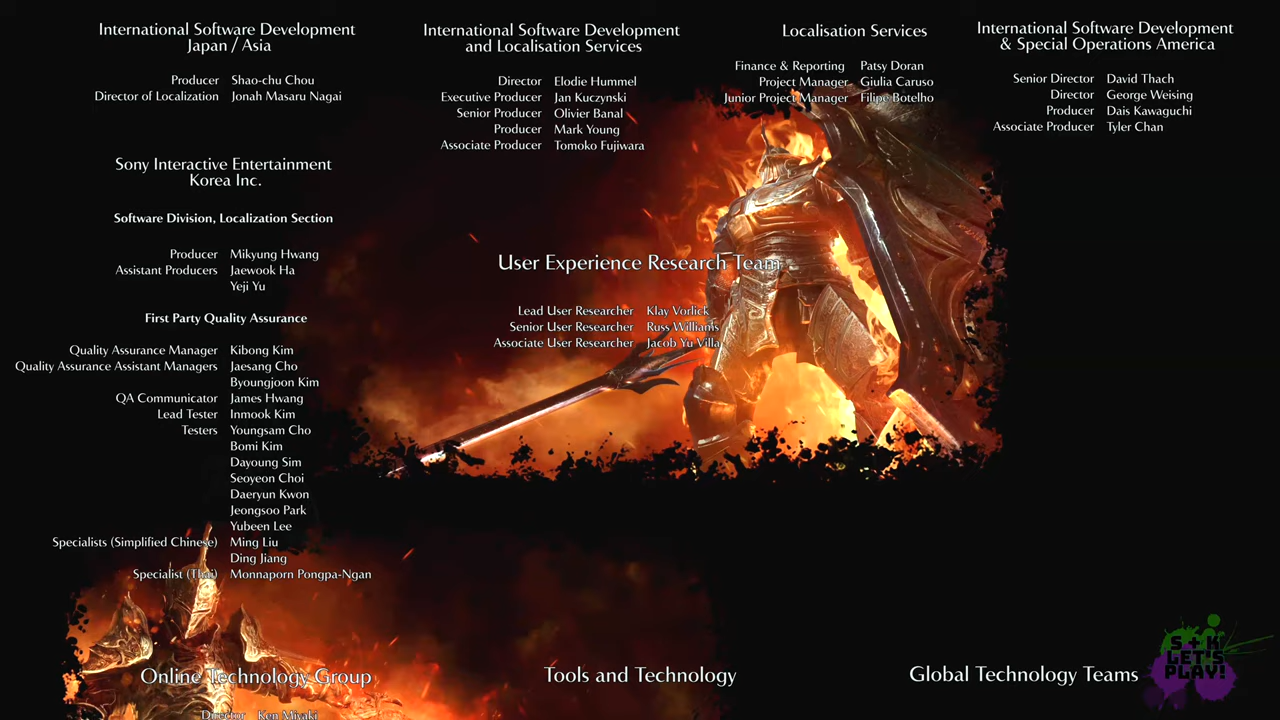 International Software Development
Japan / Asia
Producer Shao-chu Chou
Director of Localization Jonah Masaru Nagai
International Software Development
and Localisation Services
Director Elodie Hummel
Executive Producer Jan Kuczynski
Senior Producer Olivier Banal
Producer Mark Young
Associate Producer Tomoko Fujiwara
Localisation Services
Finance & Reporting Patsy Doran
Project Manager Giulia Caruso
Junior Project Manager Filipe Botelho
International Software Development
& Special Operations America
Senior Director David Thach
Director George Weising
Producer Dais Kawaguchi
Associate Producer Tyler Chan
Sony Interactive Entertainment
Korea Inc.
Software Division, Localization Section
Producer Mikyung Hwang
Assistant Producers Jaewook Ha
Yeji Yu
First Party Quality Assurance
Quality Assurance Manager Kibong Kim
Quality Assurance Assistant Managers Jaesang Cho
Byoungjoon Kim
QA Communicator James Hwang
Lead Tester Inmook Kim
Testers Youngsam Cho
Bomi Kim
Dayoung Sim
Seoyeon Choi
Daeryun Kwon
Jeongsoo Park
Yubeen Lee
Specialists (Simplified Chinese) Ming Liu
Ding Jiang
Specialist (Thai) Monnaporn Pongpa-Ngan
User Experience Research Team
Lead User Researcher Klay Vorlick
Senior User Researcher Russ Williams
Associate User Researcher Jacob Yu Villa
Online Technology Group
Director Ken Miyaki
Tools and Technology
Global Technology Teams
S+K
LET'S
PLAY!